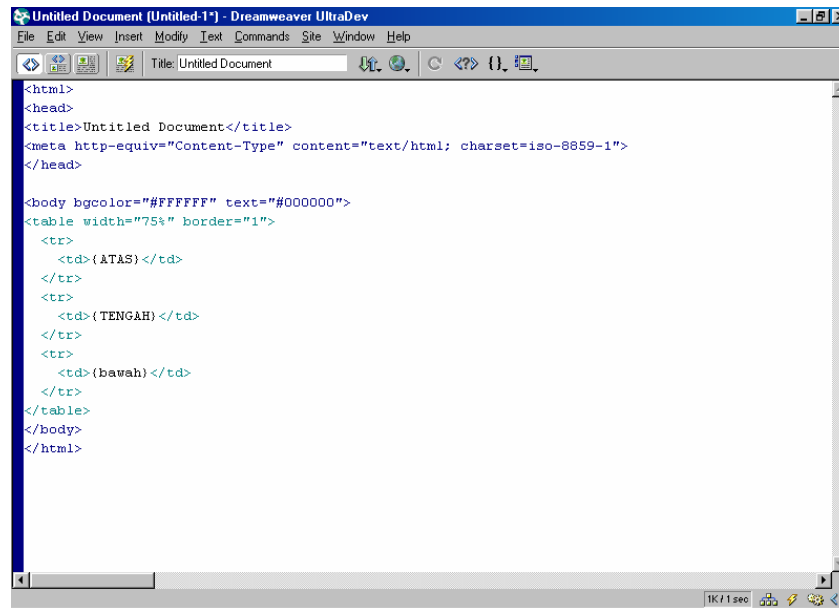 Untitled Document (Untitled-1*) - Dreamweaver UltraDev
File Edit View Insert Modify Text Commands Site Window Help
Title: Untitled Document
<html>
<head>
<title>Untitled Document</title>
<meta http-equiv="Content-Type" content="text/html; charset=iso-8859-1">
</head>
<body bgcolor="#FFFFFF" text="#000000">
<table width="75%" border="1">
<tr>
<td>{ATAS}</td>
</tr>
<tr>
<td>{TENGAH}</td>
</tr>
<tr>
<td>{bawah}</td>
</tr>
</table>
</body>
</html>
1K / 1 sec